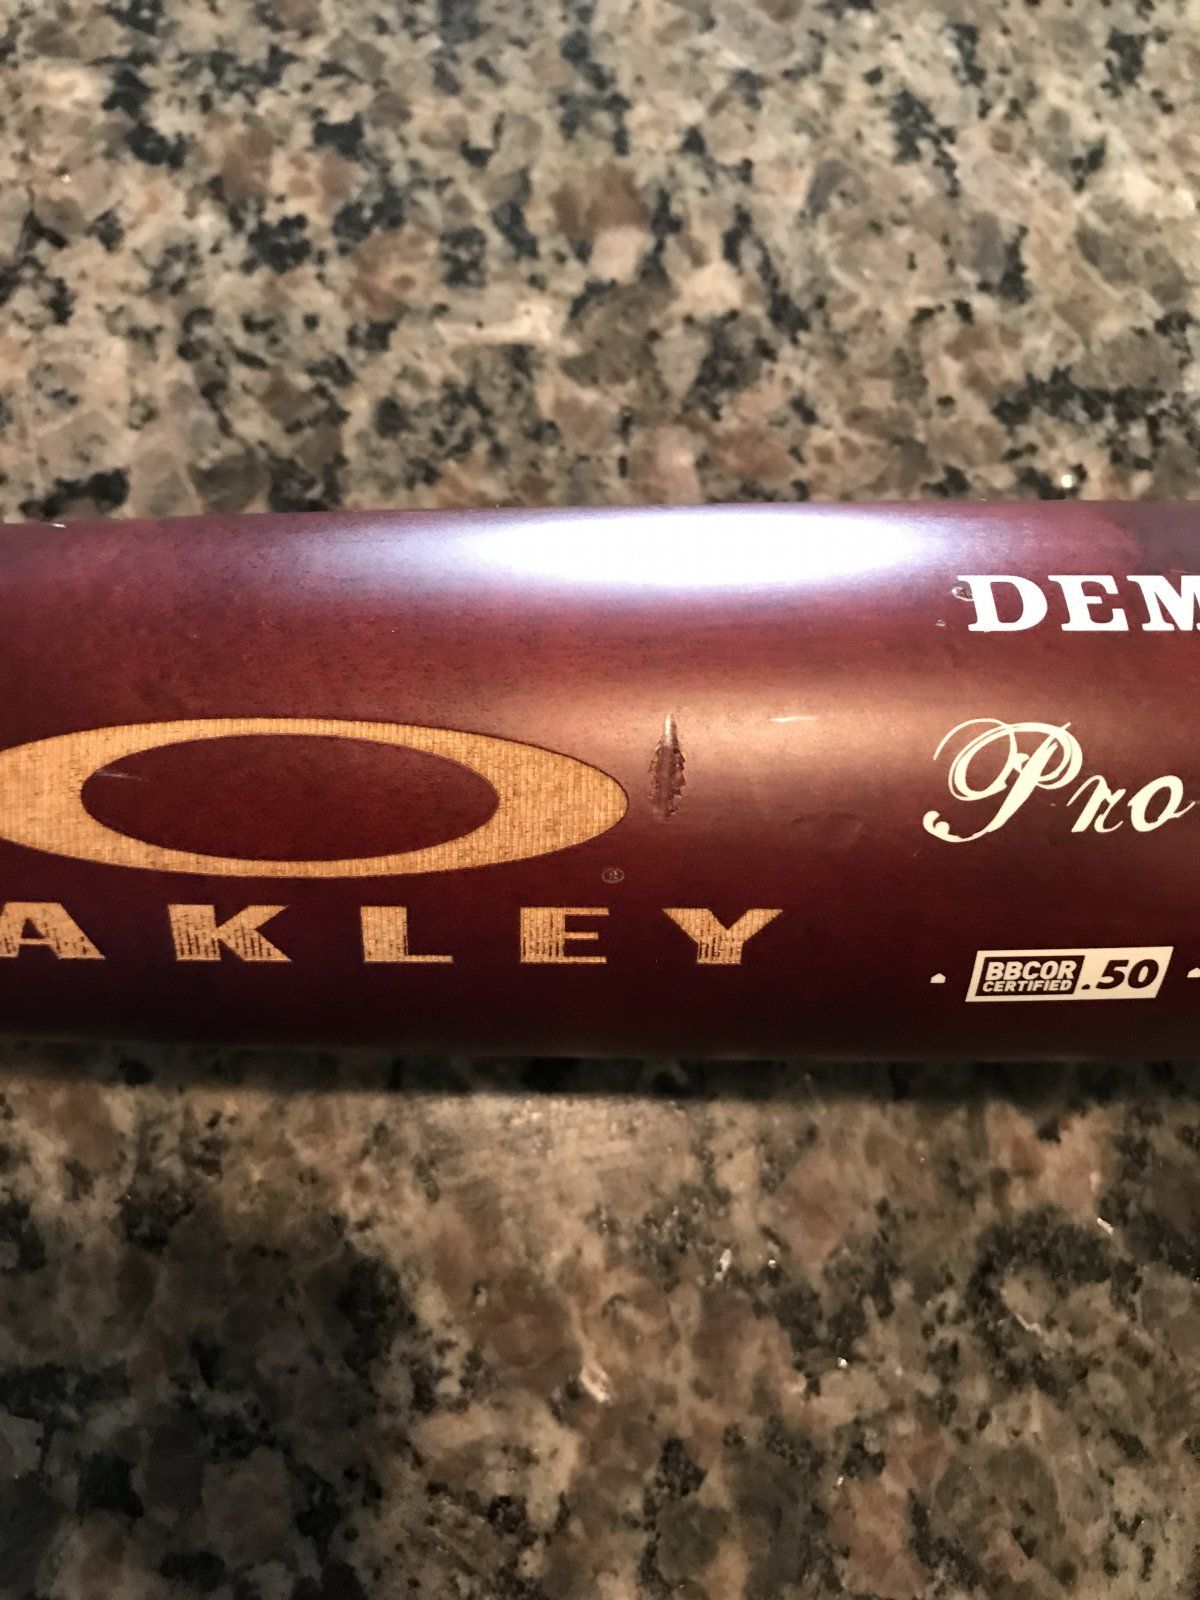 DEM
Pro
®
AKLEY
BBCOR
CERTIFIED .50